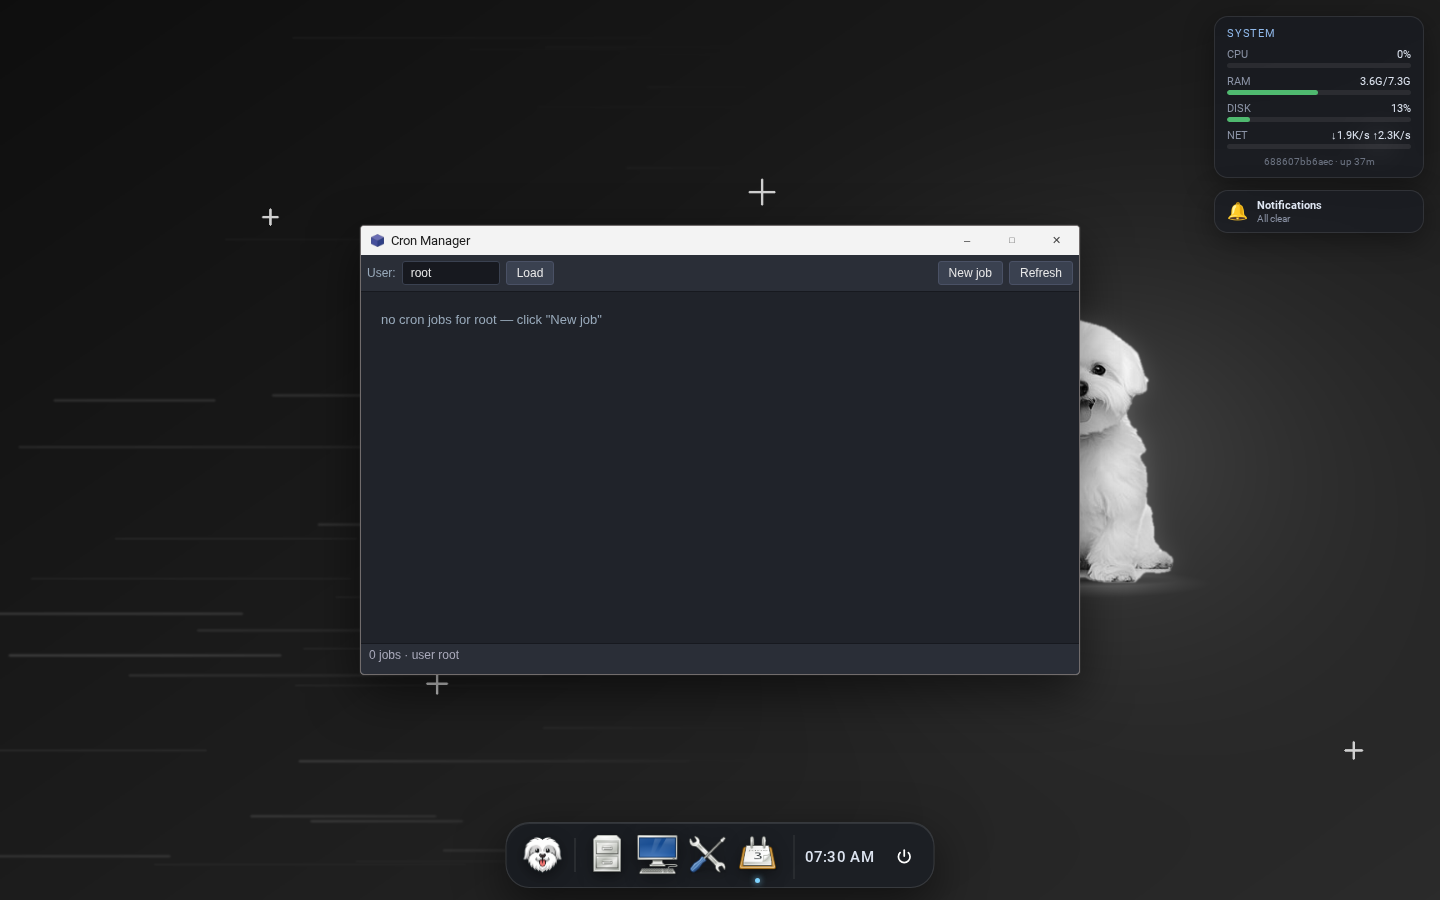 SYSTEM
CPU 0%
RAM 3.6G/7.3G
DISK 13%
NET ↓1.9K/s ↑2.3K/s
688607bb6aec · up 37m
Notifications
All clear
Cron Manager
User: root Load New job Refresh
no cron jobs for root — click "New job"
0 jobs · user root
3
07:30 AM